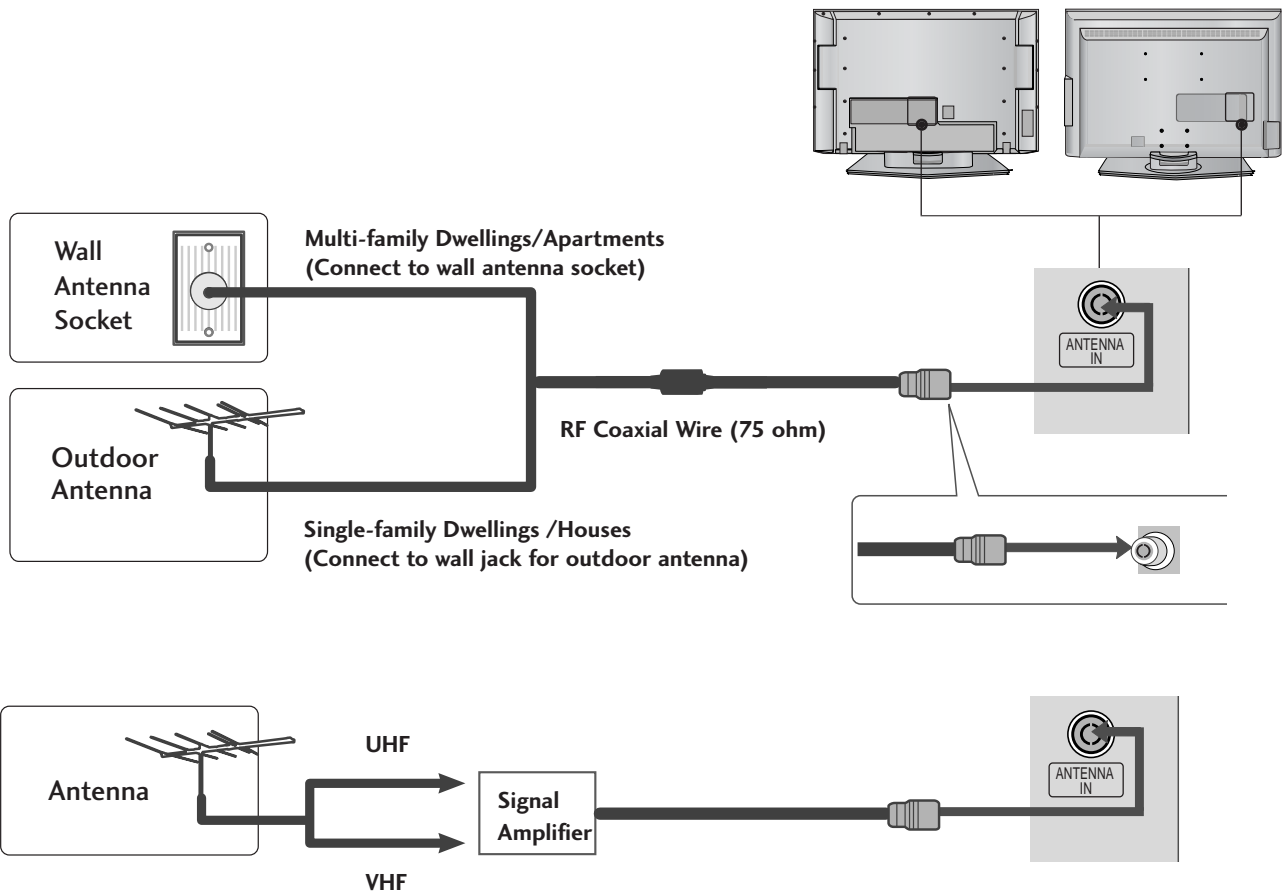 Wall
Antenna
Socket
Multi-family Dwellings/Apartments
(Connect to wall antenna socket)
ANTENNA
IN
RF Coaxial Wire (75 ohm)
Outdoor
Antenna
Single-family Dwellings /Houses
(Connect to wall jack for outdoor antenna)
Antenna
UHF
VHF
Signal
Amplifier
ANTENNA
IN